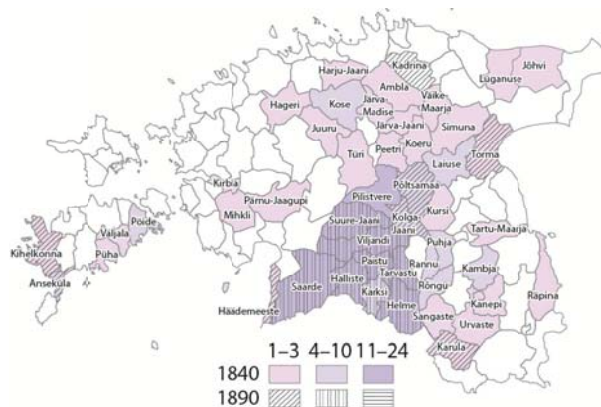 Kadrina
Jõhvi
Lüganuse
Harju-Jaani
Ambla
Kose
Hageri
Järva-
Madise
Väike-
Maarja
Järva-Jaani
Simuna
Juuru
Peetri
Koeru
Torma
Türi
Laiuse
Kirbla
Pilistvere
Põltsamaa
Pärnu-Jaagupi
Mihkli
Kolga-
Jaani
Kursi
Suure-Jaani
Pöide
Valjala
Kihelkonna
Püha
Tartu-Maarja
Viljandi
Puhja
Paistu
Rannu
Kambja
Anseküla
Tarvastu
Saarde
Halliste
Rõngu
Räpina
Karksi
Helme
Kanepi
Häädemeeste
Sangaste
Urvaste
Karula
1–3 4–10 11–24
1840
1890